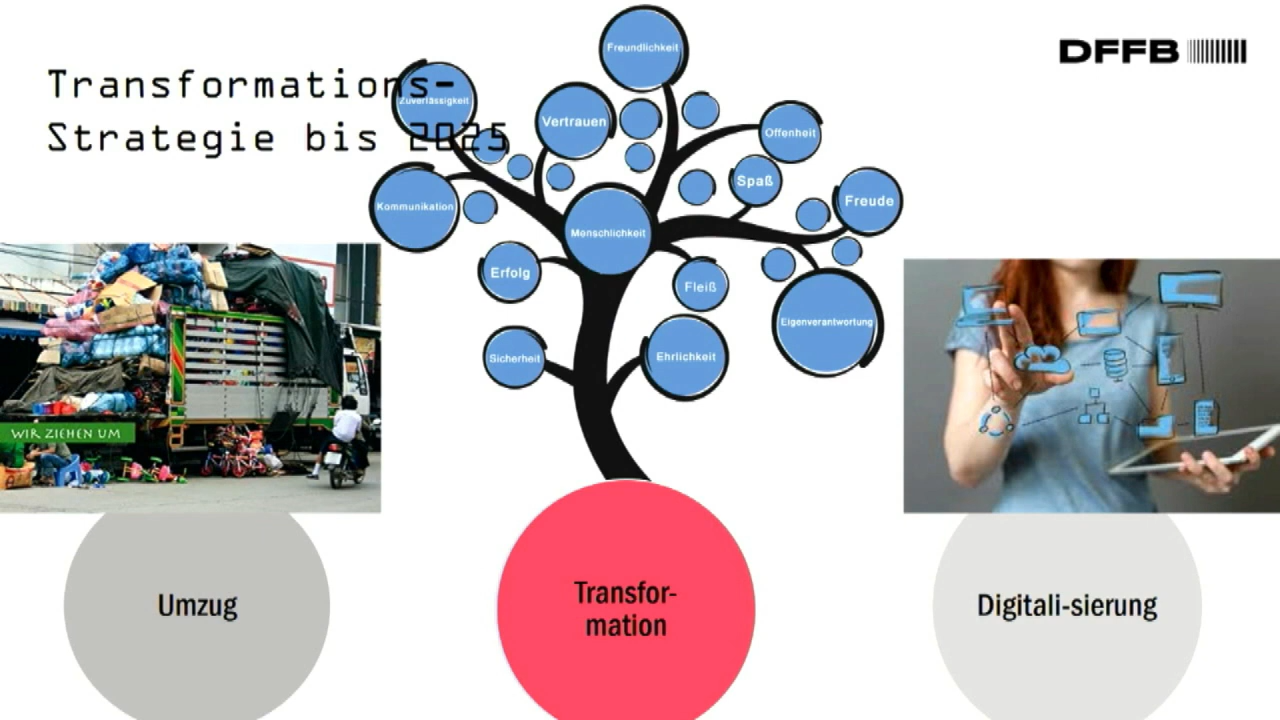 DFFB
Transformations-
Strategie bis 2025
Freundlichkeit
Zuverlässigkeit
Vertrauen
Offenheit
Spaß
Kommunikation
Freude
Menschlichkeit
Erfolg
Fleiß
Eigenverantwortung
Sicherheit
Ehrlichkeit
WIR ZIEHEN UM
Umzug
Transfor-
mation
Digitali-sierung